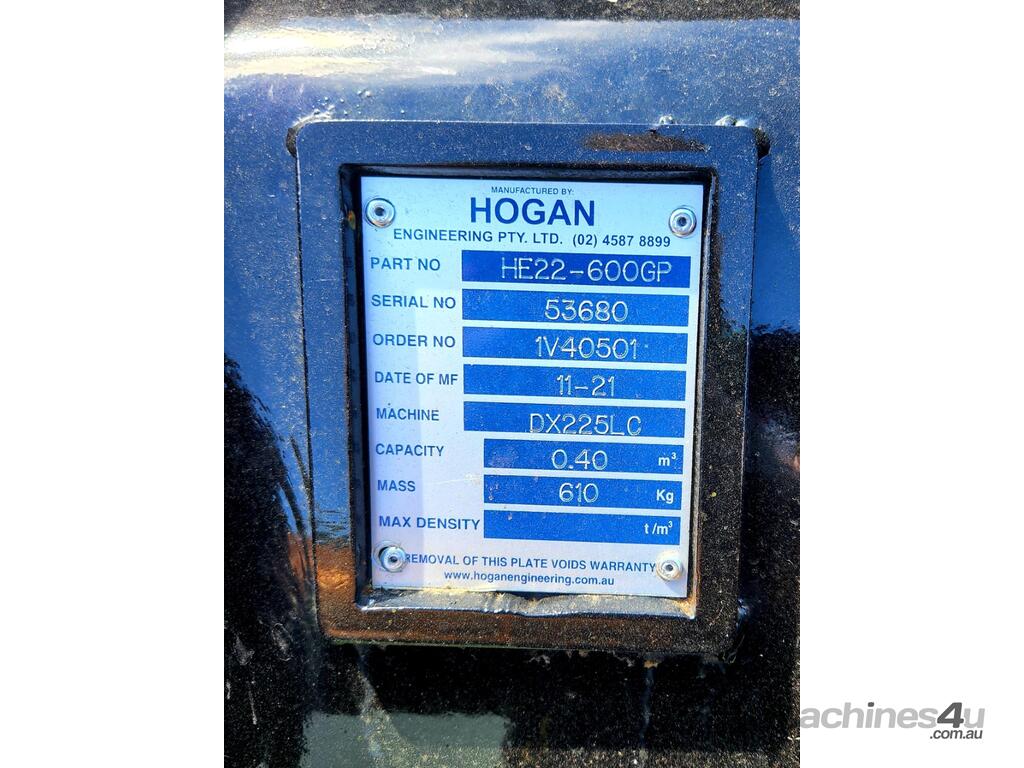 MANUFACTURED BY:
HOGAN
ENGINEERING PTY. LTD. (02) 4587 8899
PART NO HE22-600GP
SERIAL NO 53680
ORDER NO 1V40501
DATE OF MF 11-21
MACHINE DX225LC
CAPACITY 0.40 m³
MASS 610 Kg
MAX DENSITY t/m³
REMOVAL OF THIS PLATE VOIDS WARRANTY
www.hoganengineering.com.au
machines4u
.com.au